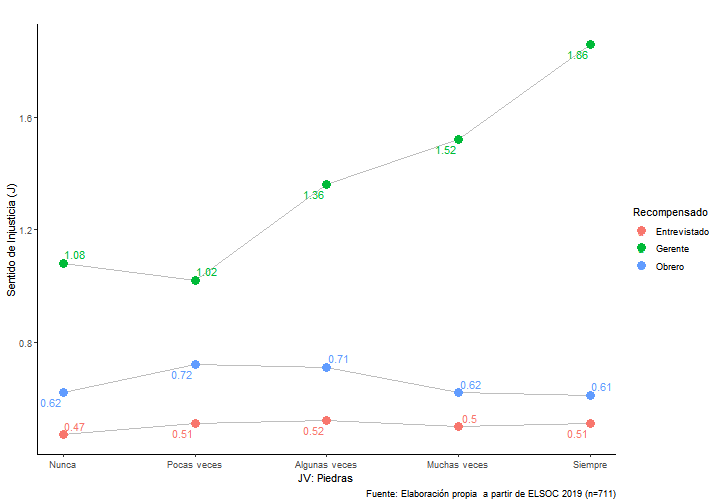 1.86
1.6
1.52
1.36
1.2
1.08
1.02
0.8
0.72
0.71
0.62
0.62
0.61
0.47
0.51
0.52
0.5
0.51
Sentido de Injusticia (J)
Nunca
Pocas veces
Algunas veces
Muchas veces
Siempre
JV: Piedras
Recompensado
Entrevistado
Gerente
Obrero
Fuente: Elaboración propia  a partir de ELSOC 2019 (n=711)